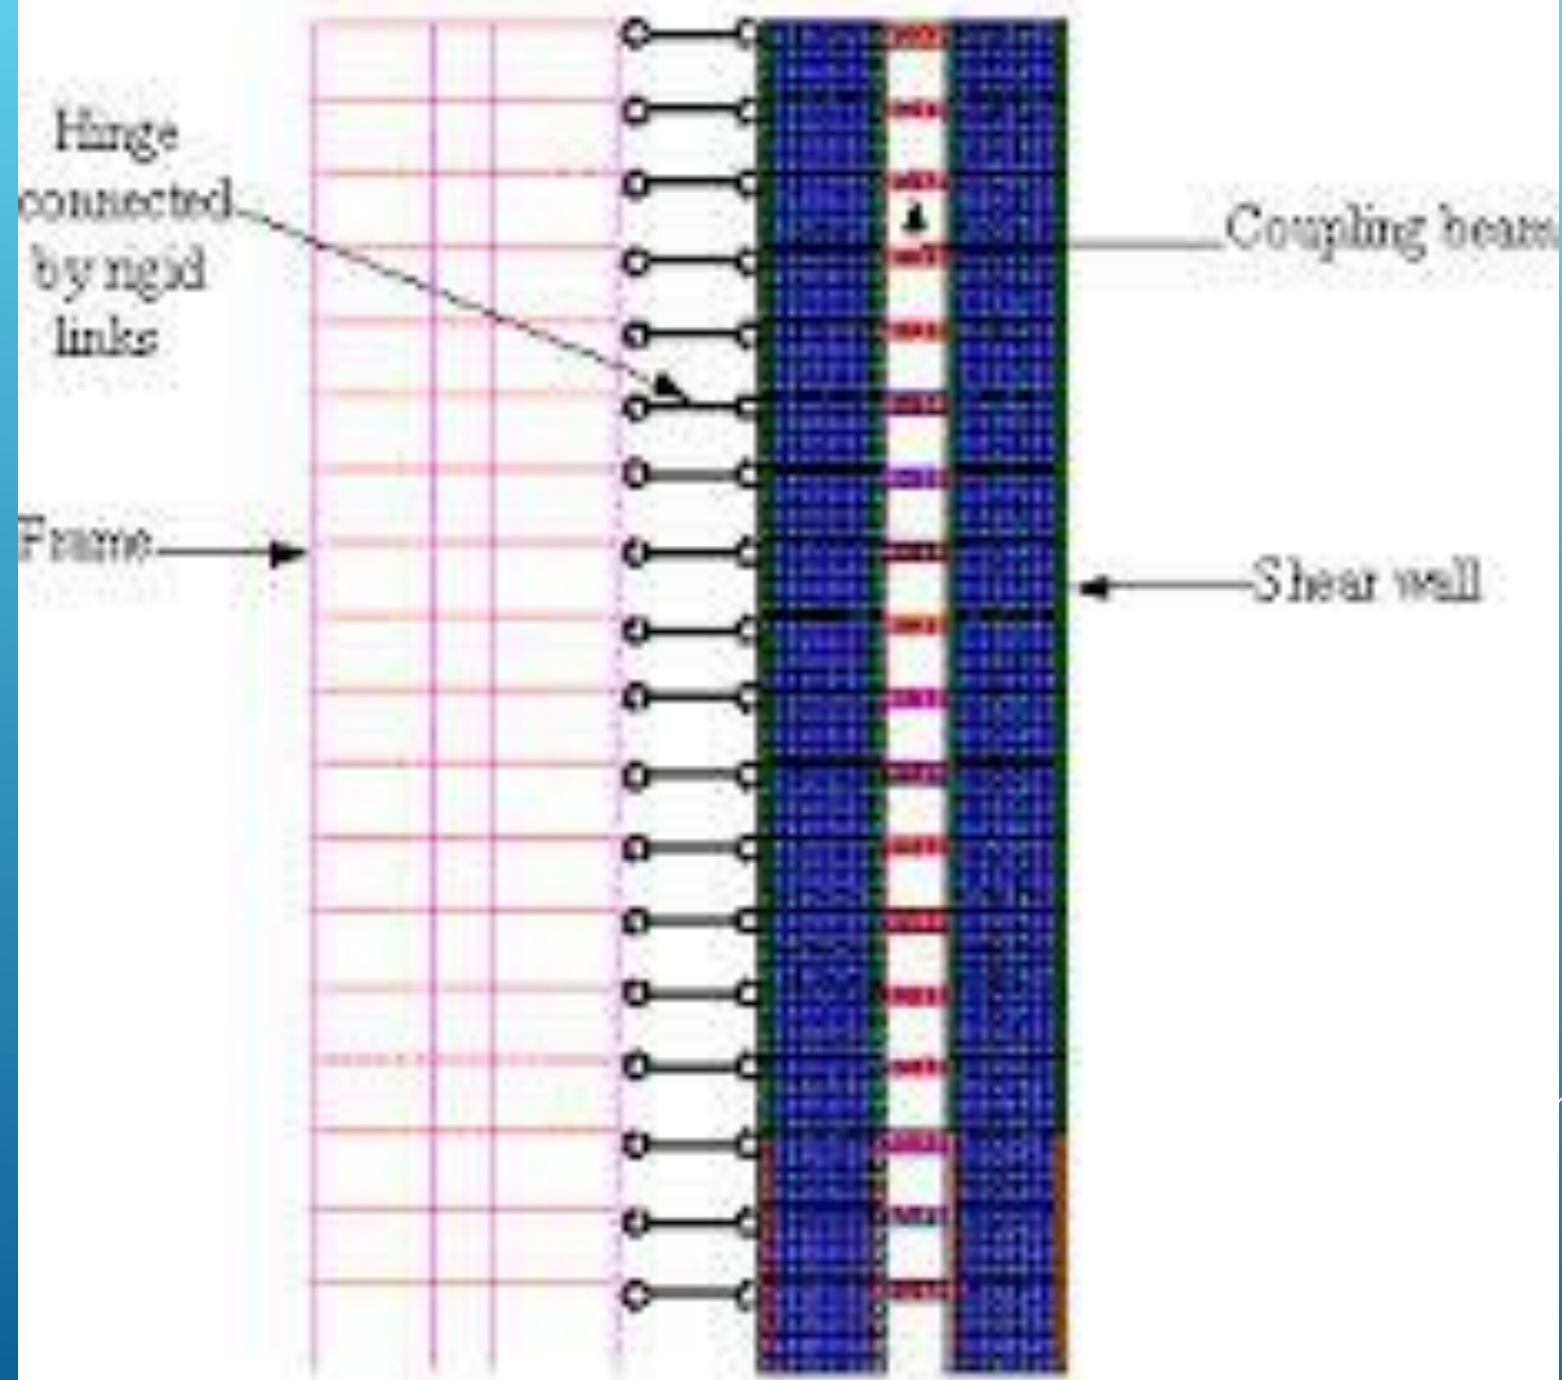 Hinge
connected
by rigid
links
Coupling beam
Frame
Shear wall